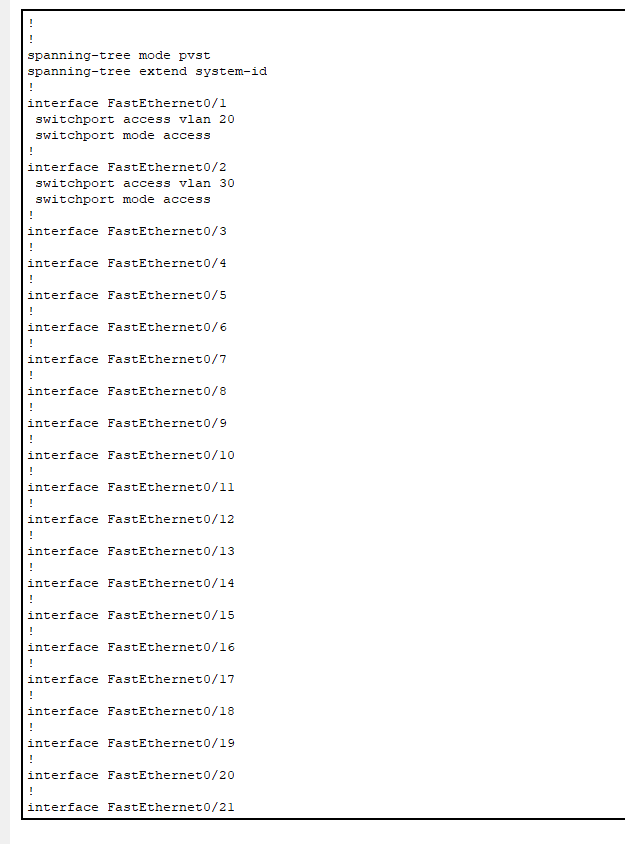 !
!
spanning-tree mode pvst
spanning-tree extend system-id
!
interface FastEthernet0/1
 switchport access vlan 20
 switchport mode access
!
interface FastEthernet0/2
 switchport access vlan 30
 switchport mode access
!
interface FastEthernet0/3
!
interface FastEthernet0/4
!
interface FastEthernet0/5
!
interface FastEthernet0/6
!
interface FastEthernet0/7
!
interface FastEthernet0/8
!
interface FastEthernet0/9
!
interface FastEthernet0/10
!
interface FastEthernet0/11
!
interface FastEthernet0/12
!
interface FastEthernet0/13
!
interface FastEthernet0/14
!
interface FastEthernet0/15
!
interface FastEthernet0/16
!
interface FastEthernet0/17
!
interface FastEthernet0/18
!
interface FastEthernet0/19
!
interface FastEthernet0/20
!
interface FastEthernet0/21